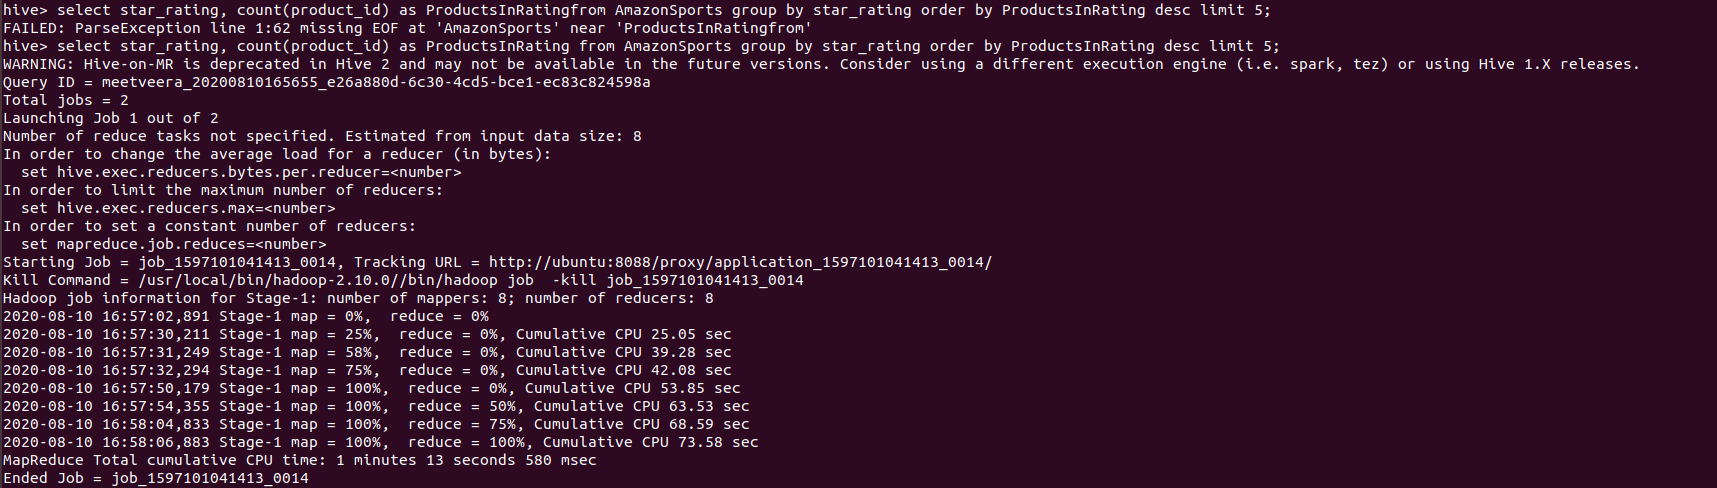 hive> select star_rating, count(product_id) as ProductsInRatingfrom AmazonSports group by star_rating order by ProductsInRating desc limit 5;
FAILED: ParseException line 1:62 missing EOF at 'AmazonSports' near 'ProductsInRatingfrom'
hive> select star_rating, count(product_id) as ProductsInRating from AmazonSports group by star_rating order by ProductsInRating desc limit 5;
WARNING: Hive-on-MR is deprecated in Hive 2 and may not be available in the future versions. Consider using a different execution engine (i.e. spark, tez) or using Hive 1.X releases.
Query ID = meetveera_20200810165655_e26a880d-6c30-4cd5-bce1-ec83c824598a
Total jobs = 2
Launching Job 1 out of 2
Number of reduce tasks not specified. Estimated from input data size: 8
In order to change the average load for a reducer (in bytes):
  set hive.exec.reducers.bytes.per.reducer=<number>
In order to limit the maximum number of reducers:
  set hive.exec.reducers.max=<number>
In order to set a constant number of reducers:
  set mapreduce.job.reduces=<number>
Starting Job = job_1597101041413_0014, Tracking URL = http://ubuntu:8088/proxy/application_1597101041413_0014/
Kill Command = /usr/local/bin/hadoop-2.10.0//bin/hadoop job  -kill job_1597101041413_0014
Hadoop job information for Stage-1: number of mappers: 8; number of reducers: 8
2020-08-10 16:57:02,891 Stage-1 map = 0%,  reduce = 0%
2020-08-10 16:57:30,211 Stage-1 map = 25%,  reduce = 0%, Cumulative CPU 25.05 sec
2020-08-10 16:57:31,249 Stage-1 map = 58%,  reduce = 0%, Cumulative CPU 39.28 sec
2020-08-10 16:57:32,294 Stage-1 map = 75%,  reduce = 0%, Cumulative CPU 42.08 sec
2020-08-10 16:57:50,179 Stage-1 map = 100%,  reduce = 0%, Cumulative CPU 53.85 sec
2020-08-10 16:57:54,355 Stage-1 map = 100%,  reduce = 50%, Cumulative CPU 63.53 sec
2020-08-10 16:58:04,833 Stage-1 map = 100%,  reduce = 75%, Cumulative CPU 68.59 sec
2020-08-10 16:58:06,883 Stage-1 map = 100%,  reduce = 100%, Cumulative CPU 73.58 sec
MapReduce Total cumulative CPU time: 1 minutes 13 seconds 580 msec
Ended Job = job_1597101041413_0014